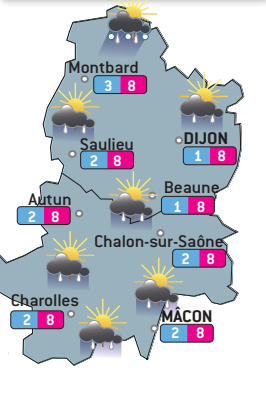 Montbard
3 8
Saulieu
2 8
DIJON
1 8
Beaune
1 8
Autun
2 8
Chalon-sur-Saône
2 8
Charolles
2 8
MÂCON
2 8